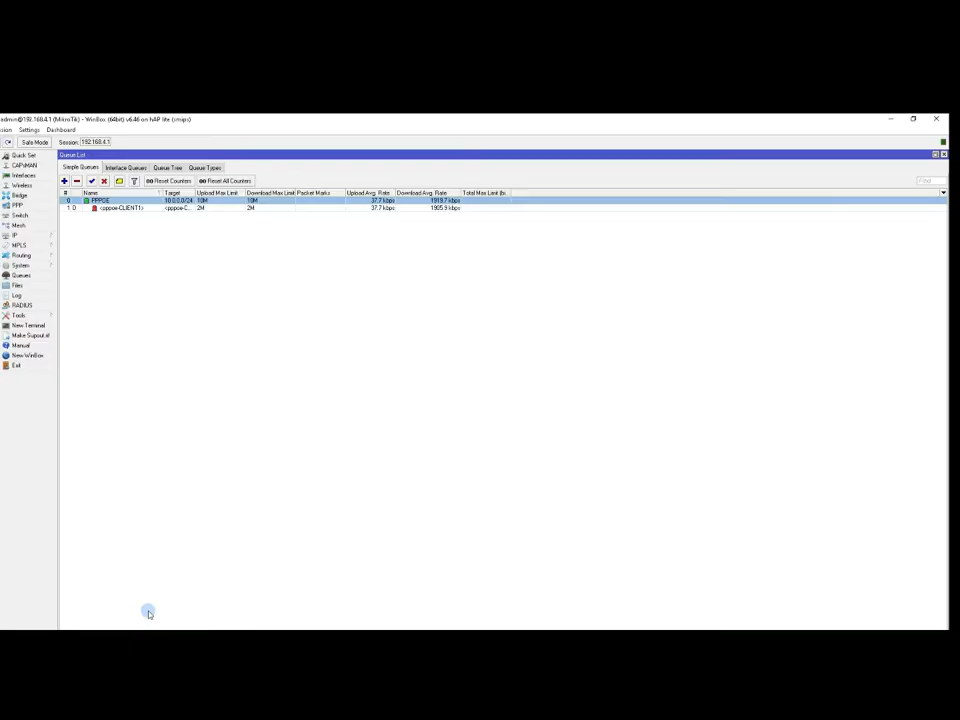 admin@192.168.4.1 (MikroTik) - WinBox (64bit) v6.46 on hAP lite (smips)
sion Settings Dashboard
Safe Mode Session: 192.168.4.1
Quick Set
CAPsMAN
Interfaces
Wireless
Bridge
PPP
Switch
Mesh
IP
MPLS
Routing
System
Queues
Files
Log
RADIUS
Tools
New Terminal
Make Supout.rif
Manual
New WinBox
Exit
Queue List
Simple Queues Interface Queues Queue Tree Queue Types
Reset Counters Reset All Counters Find
# Name Target Upload Max Limit Download Max Limit Packet Marks Upload Avg. Rate Download Avg. Rate Total Max Limit (bi
0 PPPOE 10.0.0.0/24 10M 10M 37.7 kbps 1919.7 kbps
1 D <pppoe-CLIENT1> <pppoe-C... 2M 2M 37.7 kbps 1905.9 kbps